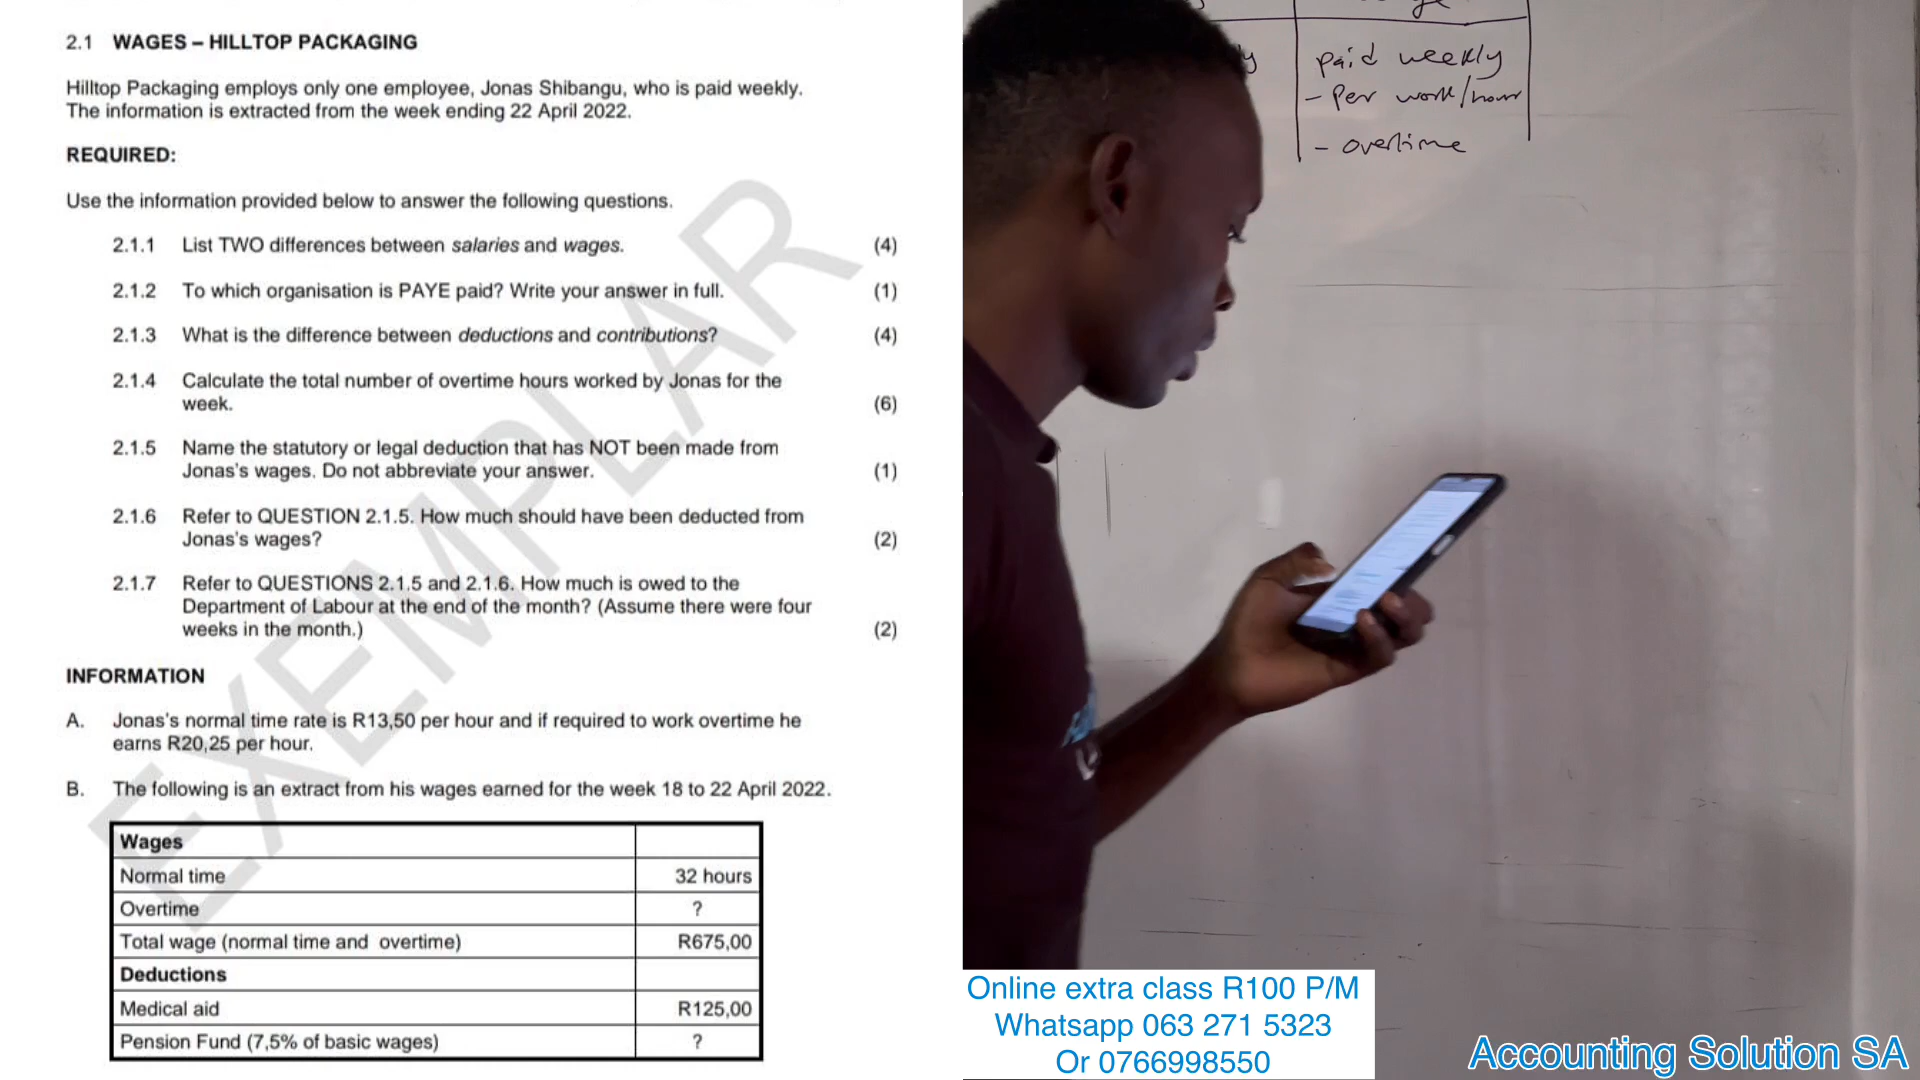 2.1 WAGES – HILLTOP PACKAGING
Hilltop Packaging employs only one employee, Jonas Shibangu, who is paid weekly.
The information is extracted from the week ending 22 April 2022.
REQUIRED:
Use the information provided below to answer the following questions.
2.1.1 List TWO differences between salaries and wages. (4)
2.1.2 To which organisation is PAYE paid? Write your answer in full. (1)
2.1.3 What is the difference between deductions and contributions? (4)
2.1.4 Calculate the total number of overtime hours worked by Jonas for the
week. (6)
2.1.5 Name the statutory or legal deduction that has NOT been made from
Jonas's wages. Do not abbreviate your answer. (1)
2.1.6 Refer to QUESTION 2.1.5. How much should have been deducted from
Jonas's wages? (2)
2.1.7 Refer to QUESTIONS 2.1.5 and 2.1.6. How much is owed to the
Department of Labour at the end of the month? (Assume there were four
weeks in the month.) (2)
INFORMATION
A. Jonas's normal time rate is R13,50 per hour and if required to work overtime he
earns R20,25 per hour.
B. The following is an extract from his wages earned for the week 18 to 22 April 2022.
Wages
Normal time 32 hours
Overtime ?
Total wage (normal time and overtime) R675,00
Deductions
Medical aid R125,00
Pension Fund (7,5% of basic wages) ?
EXEMPLAR
paid weekly
- Per work/hour
- overtime
Online extra class R100 P/M
Whatsapp 063 271 5323
Or 0766998550
Accounting Solution SA